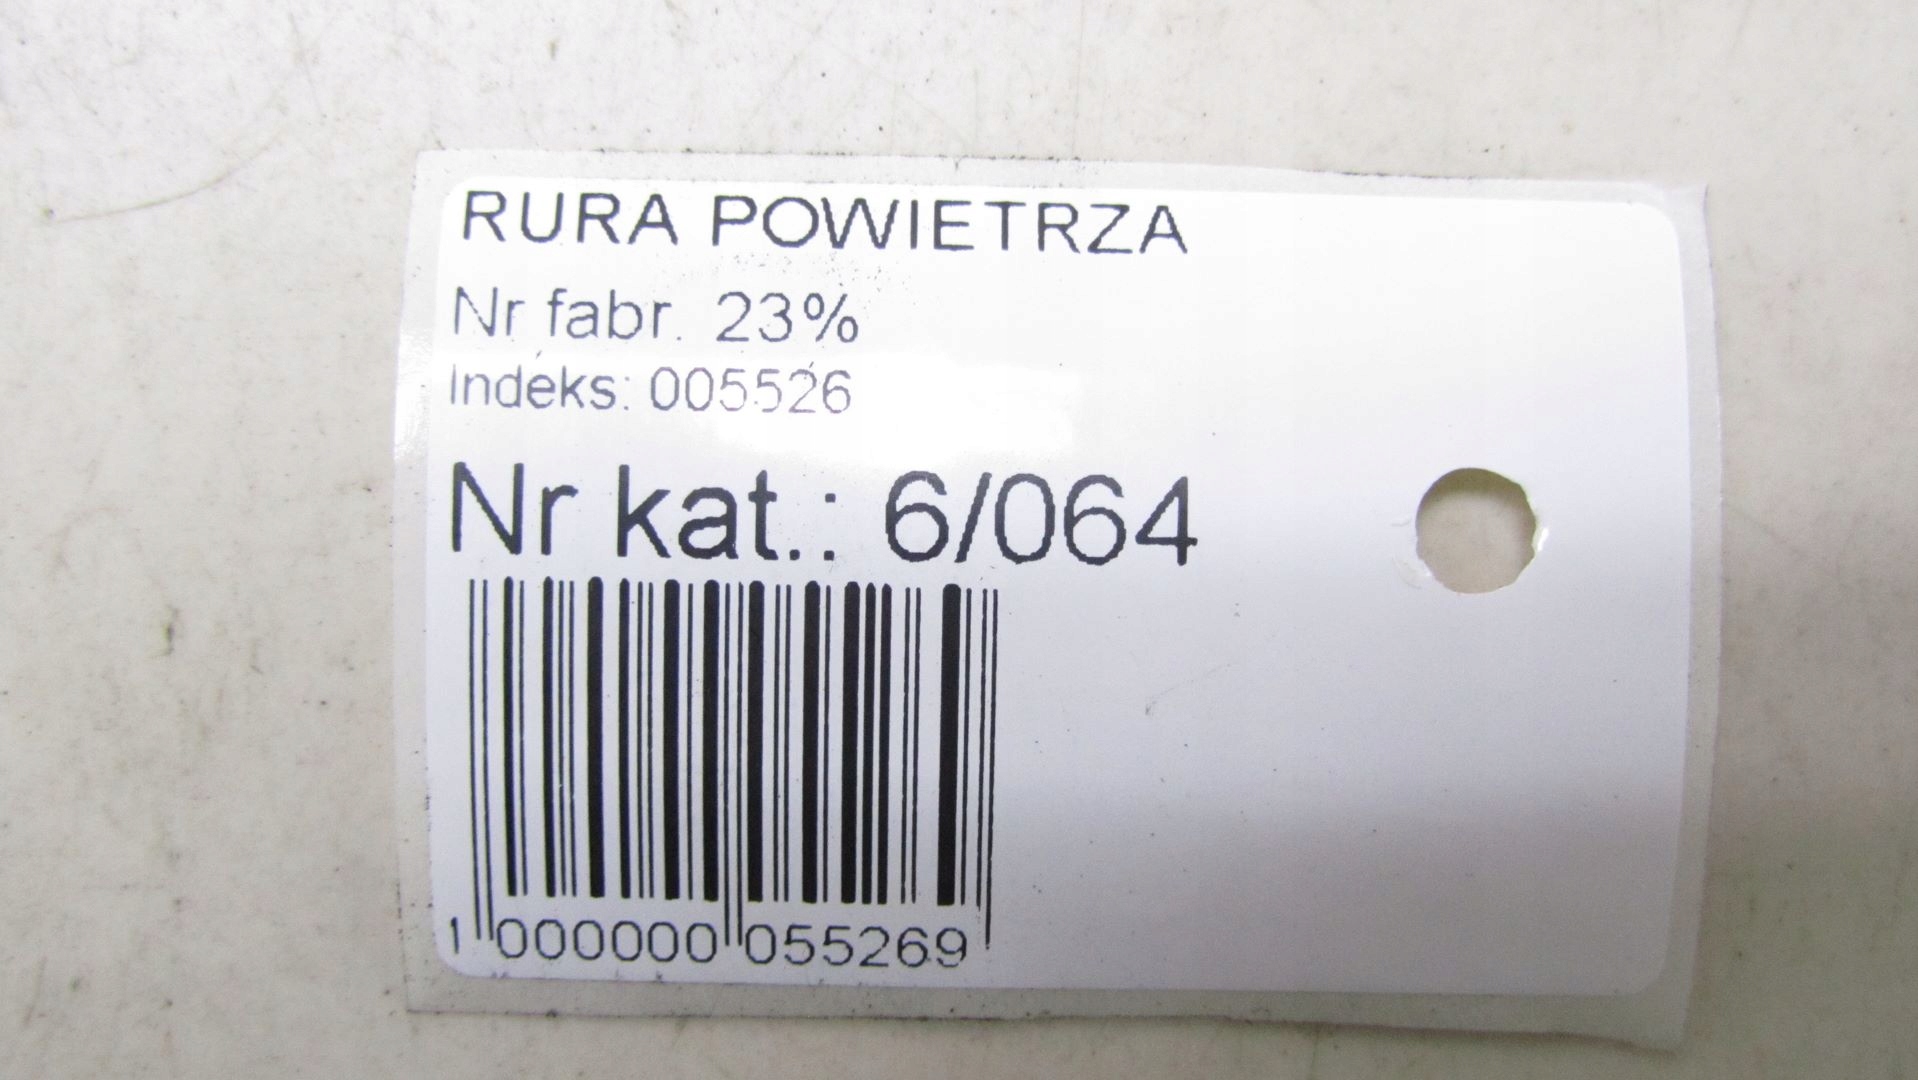 RURA POWIETRZA
Nr fabr. 23%
Indeks: 005526
Nr kat.: 6/064
1 000000 055269